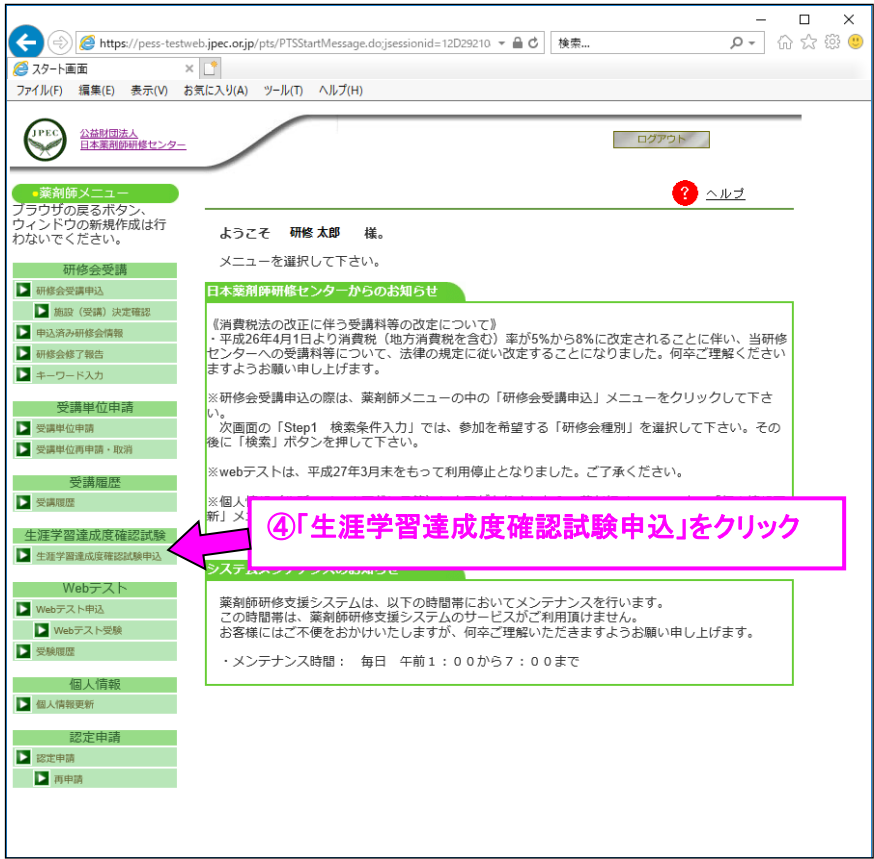 https://pess-testweb.jpec.or.jp/pts/PTSStartMessage.do;jsessionid=12D29210
検索...
スタート画面
ファイル(F) 編集(E) 表示(V) お気に入り(A) ツール(T) ヘルプ(H)
JPEC
公益財団法人
日本薬剤師研修センター
ログアウト
●薬剤師メニュー
ブラウザの戻るボタン、
ウィンドウの新規作成は行
わないでください。
研修会受講
研修会受講申込
施設（受講）決定確認
申込済み研修会情報
研修会修了報告
キーワード入力
受講単位申請
受講単位申請
受講単位再申請・取消
受講履歴
受講履歴
生涯学習達成度確認試験
生涯学習達成度確認試験申込
Webテスト
Webテスト申込
Webテスト受験
受験履歴
個人情報
個人情報更新
認定申請
認定申請
再申請
? ヘルプ
ようこそ 研修 太郎 様。
メニューを選択して下さい。
日本薬剤師研修センターからのお知らせ
《消費税法の改正に伴う受講料等の改定について》
・平成26年4月1日より消費税（地方消費税を含む）率が5%から8%に改定されることに伴い、当研修
センターへの受講料等について、法律の規定に従い改定することになりました。何卒ご理解ください
ますようお願い申し上げます。
※研修会受講申込の際は、薬剤師メニューの中の「研修会受講申込」メニューをクリックして下さ
い。
次画面の「Step1 検索条件入力」では、参加を希望する「研修会種別」を選択して下さい。その
後に「検索」ボタンを押して下さい。
※webテストは、平成27年3月末をもって利用停止となりました。ご了承ください。
※個人
新」メ
④「生涯学習達成度確認試験申込」をクリック
システムメンテナンスのお知らせ
薬剤師研修支援システムは、以下の時間帯においてメンテナンスを行います。
この時間帯は、薬剤師研修支援システムのサービスがご利用頂けません。
お客様にはご不便をおかけいたしますが、何卒ご理解いただきますようお願い申し上げます。
・メンテナンス時間： 毎日 午前１：００から７：００まで